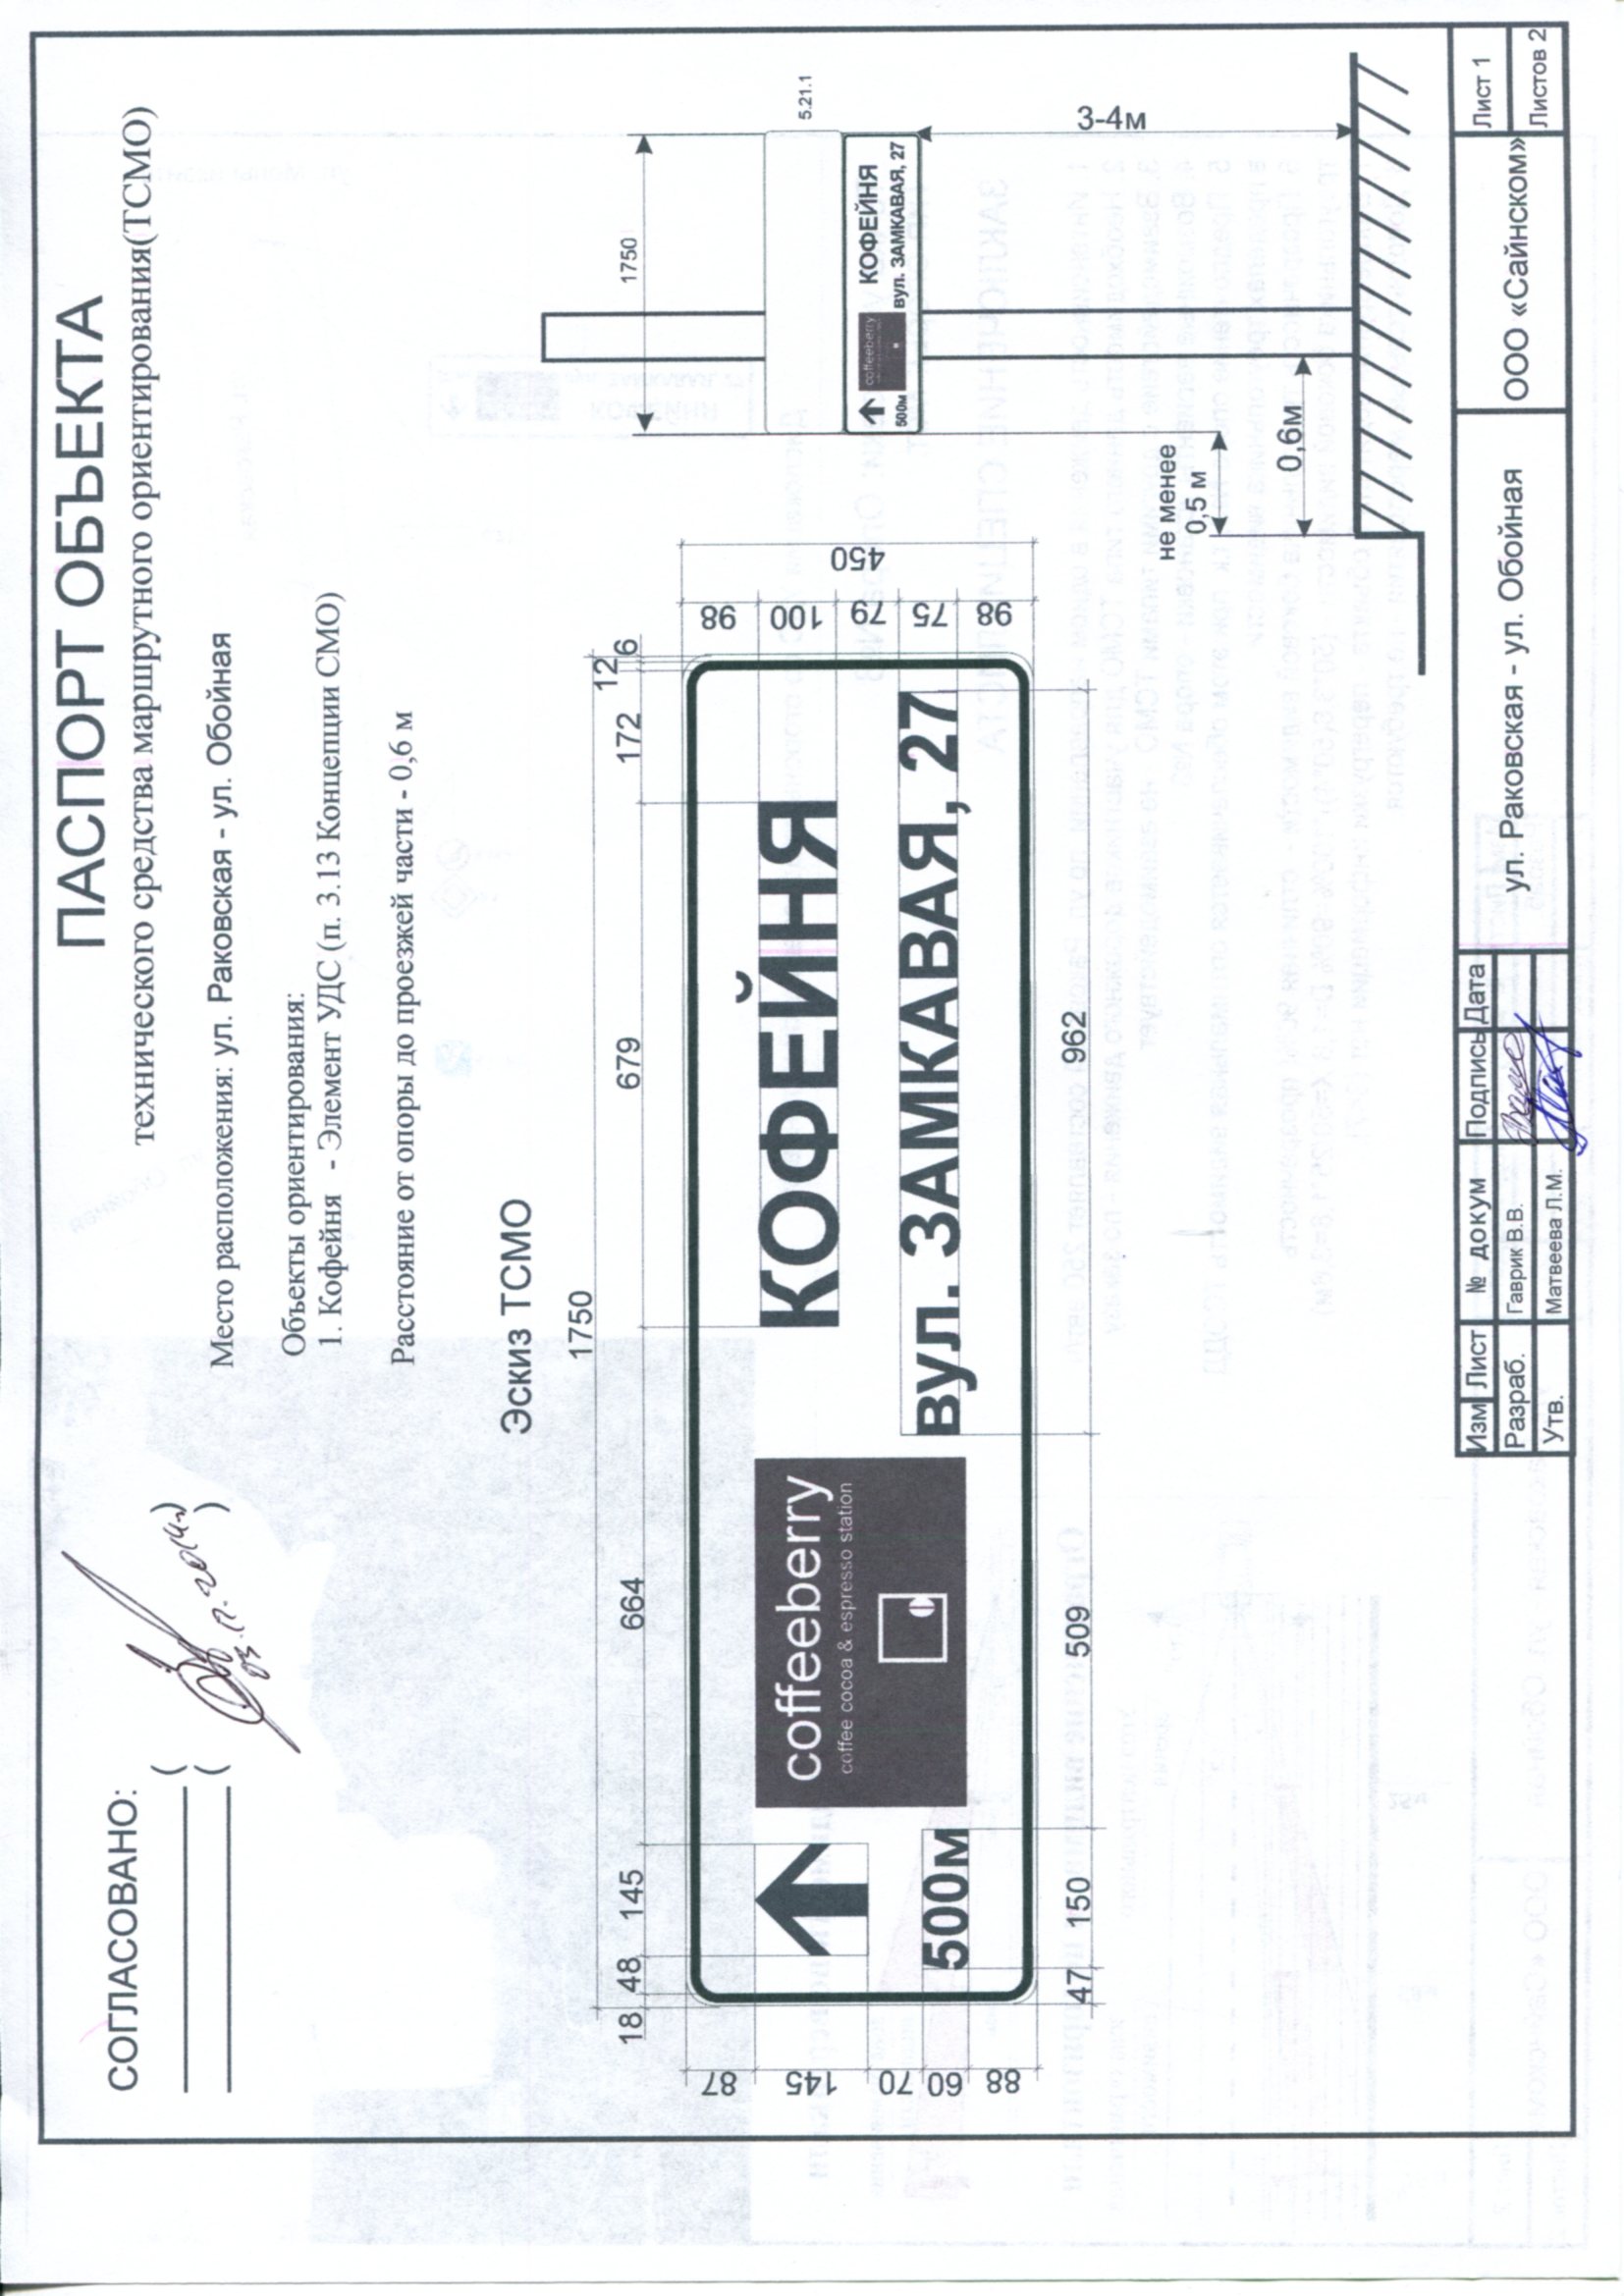 СОГЛАСОВАНО:
ПАСПОРТ ОБЪЕКТА
технического средства маршрутного ориентирования(ТСМО)
Место расположения: ул. Раковская - ул. Обойная
Объекты ориентирования:
1. Кофейня - Элемент УДС (п. 3.13 Концепции СМО)
Расстояние от опоры до проезжей части - 0,6 м
Эскиз ТСМО
1750
18 48 145 664 679 172 12 6
87 145 70 60 88
500м
coffeeberry
coffee cocoa & espresso station
КОФЕЙНЯ
вул. ЗАМКАВАЯ, 27
98 100 79 75 98
450
47 150 509 962
1750
5.21.1
500м
coffeeberry
КОФЕЙНЯ
вул. ЗАМКАВАЯ, 27
3-4м
не менее
0,5 м
0,6м
Изм Лист № докум Подпись Дата
Разраб. Гаврик В.В.
Утв. Матвеева Л.М.
ул. Раковская - ул. Обойная
ООО «Сайнском»
Лист 1
Листов 2